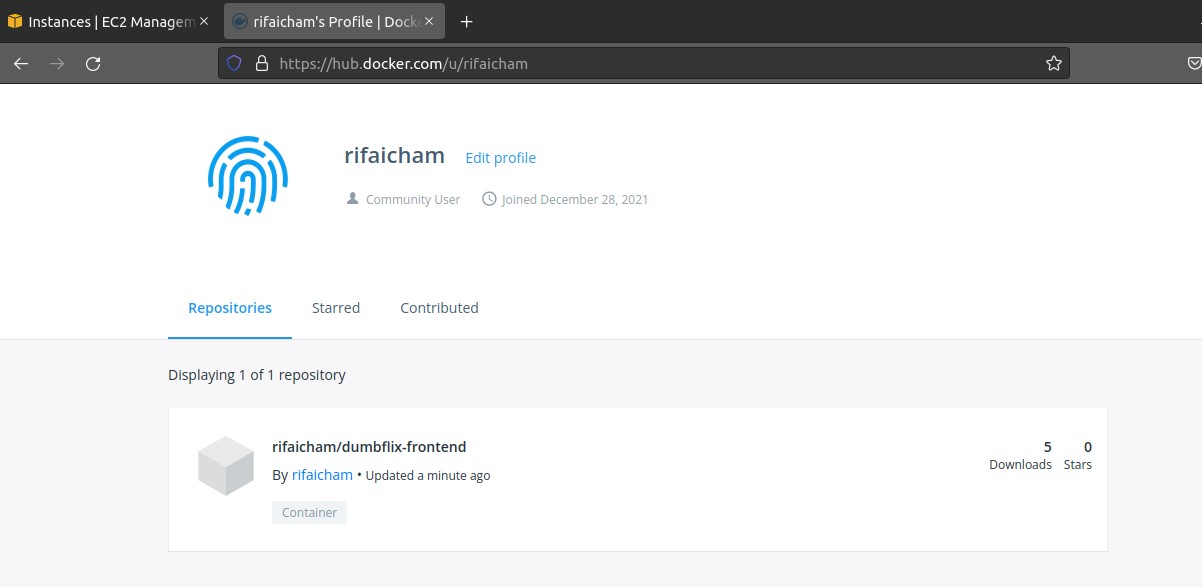 Instances | EC2 Managem
rifaicham's Profile | Docke
https://hub.docker.com/u/rifaicham
rifaicham Edit profile
Community User Joined December 28, 2021
Repositories Starred Contributed
Displaying 1 of 1 repository
rifaicham/dumbflix-frontend 5 0
Downloads Stars
By rifaicham • Updated a minute ago
Container